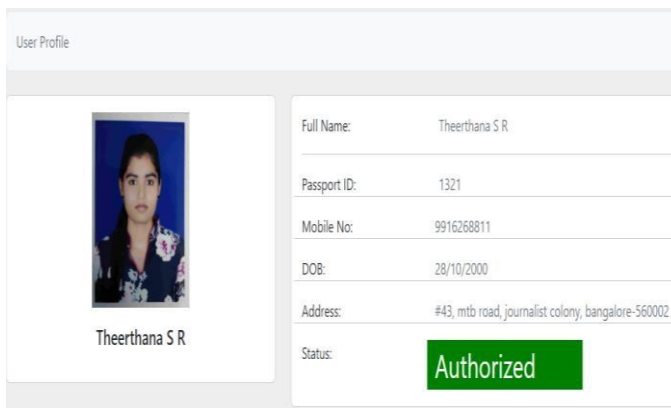 User Profile
Theerthana S R
Full Name: Theerthana S R
Passport ID: 1321
Mobile No: 9916268811
DOB: 28/10/2000
Address: #43, mtb road, journalist colony, bangalore-560002
Status: Authorized